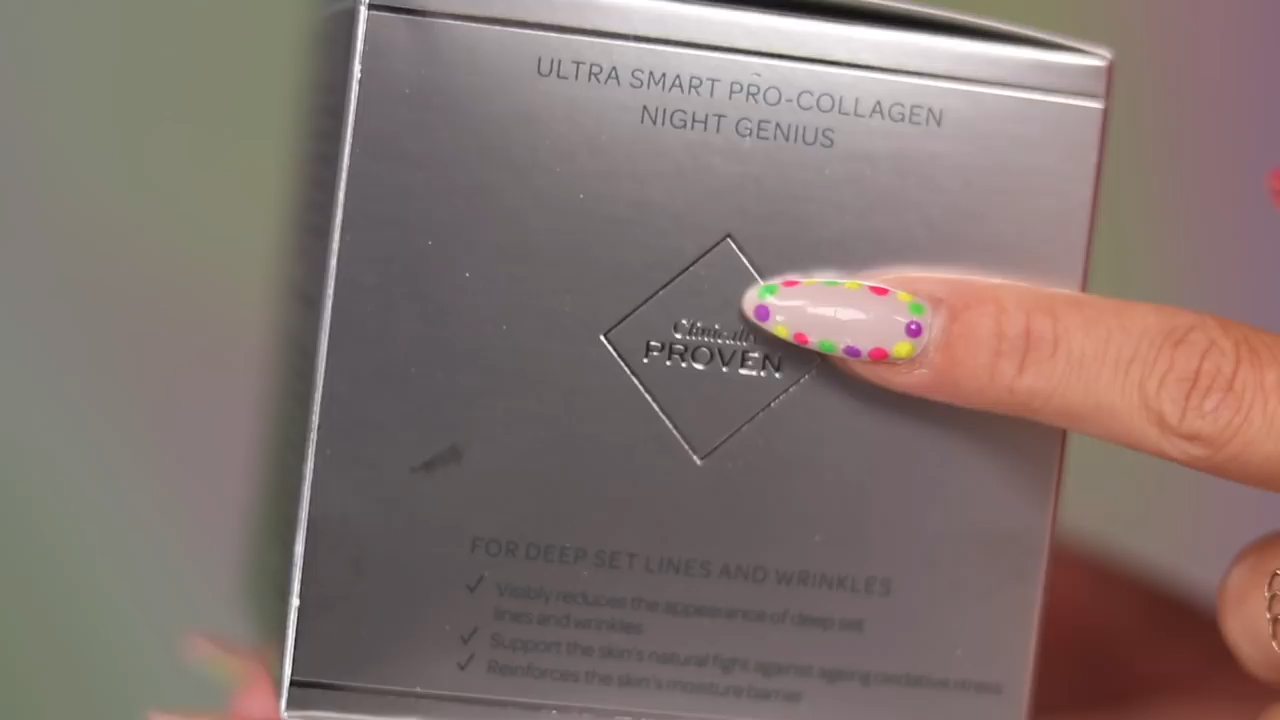 ULTRA SMART PRO-COLLAGEN
NIGHT GENIUS
Clinically
PROVEN
FOR DEEP SET LINES AND WRINKLES
✓ Visibly reduces the appearance of deep set
lines and wrinkles
✓ Support the skin's natural fight against ageing oxidative stress
✓ Reinforces the skin's moisture barrier